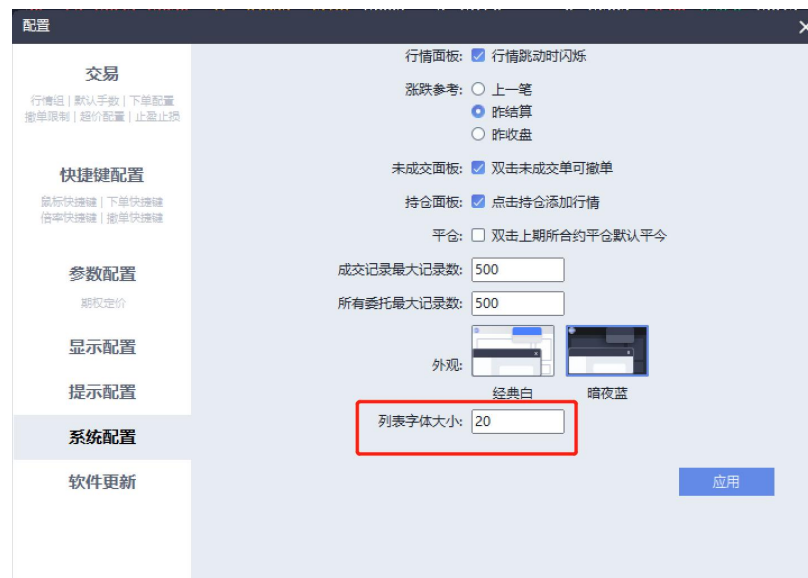 配置
交易
行情组 | 默认手数 | 下单配置
撤单限制 | 超价配置 | 止盈止损
快捷键配置
鼠标快捷键 | 下单快捷键
倍率快捷键 | 撤单快捷键
参数配置
期权定价
显示配置
提示配置
系统配置
软件更新
行情面板: 行情跳动时闪烁
涨跌参考: 上一笔
昨结算
昨收盘
未成交面板: 双击未成交单可撤单
持仓面板: 点击持仓添加行情
平仓: 双击上期所合约平仓默认平今
成交记录最大记录数: 500
所有委托最大记录数: 500
外观:
经典白 暗夜蓝
列表字体大小: 20
应用